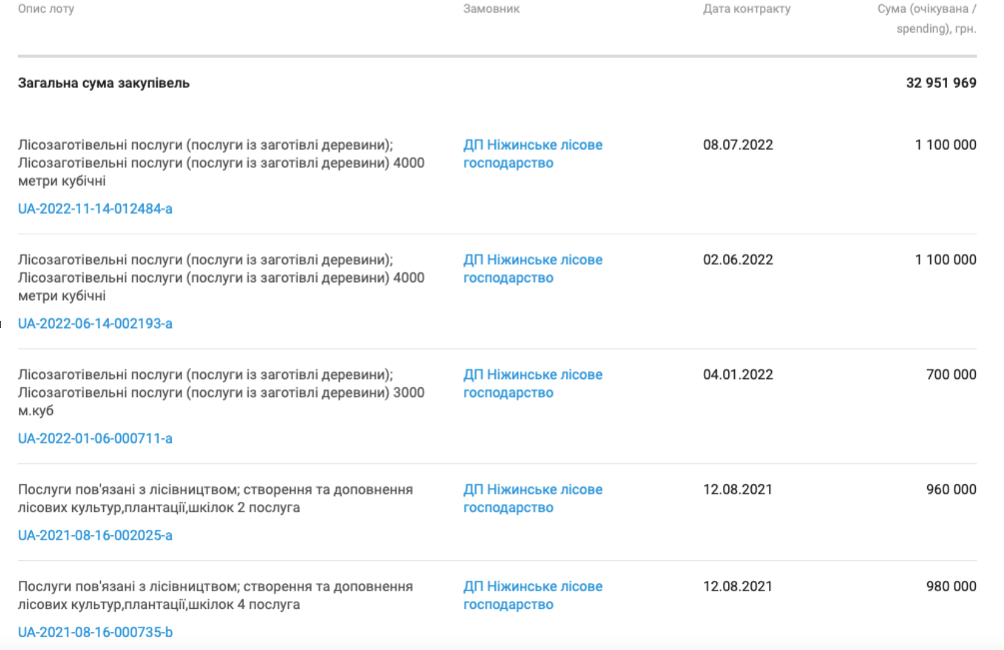 Опис лоту Замовник Дата контракту Сума (очікувана /
spending), грн.
Загальна сума закупівель 32 951 969
Лісозаготівельні послуги (послуги із заготівлі деревини); ДП Ніжинське лісове 08.07.2022 1 100 000
Лісозаготівельні послуги (послуги із заготівлі деревини) 4000 господарство
метри кубічні
UA-2022-11-14-012484-a
Лісозаготівельні послуги (послуги із заготівлі деревини); ДП Ніжинське лісове 02.06.2022 1 100 000
Лісозаготівельні послуги (послуги із заготівлі деревини) 4000 господарство
метри кубічні
UA-2022-06-14-002193-a
Лісозаготівельні послуги (послуги із заготівлі деревини); ДП Ніжинське лісове 04.01.2022 700 000
Лісозаготівельні послуги (послуги із заготівлі деревини) 3000 господарство
м.куб
UA-2022-01-06-000711-a
Послуги пов'язані з лісівництвом; створення та доповнення ДП Ніжинське лісове 12.08.2021 960 000
лісових культур,плантації,шкілок 2 послуга господарство
UA-2021-08-16-002025-a
Послуги пов'язані з лісівництвом; створення та доповнення ДП Ніжинське лісове 12.08.2021 980 000
лісових культур,плантації,шкілок 4 послуга господарство
UA-2021-08-16-000735-b